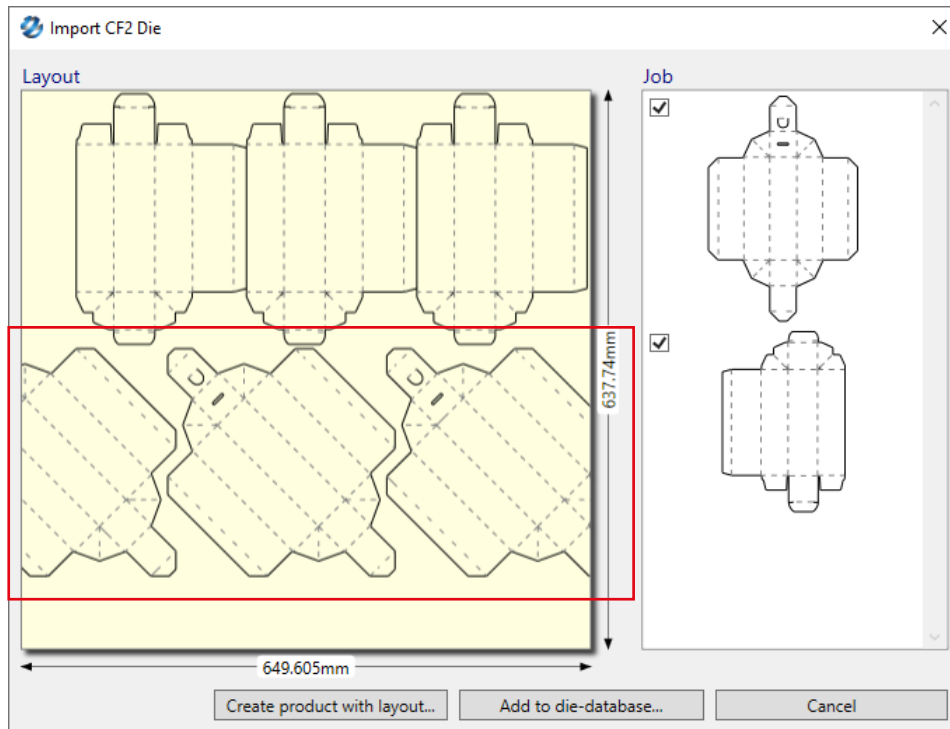 Import CF2 Die
Layout
Job
637.74mm
649.605mm
Create product with layout...
Add to die-database...
Cancel